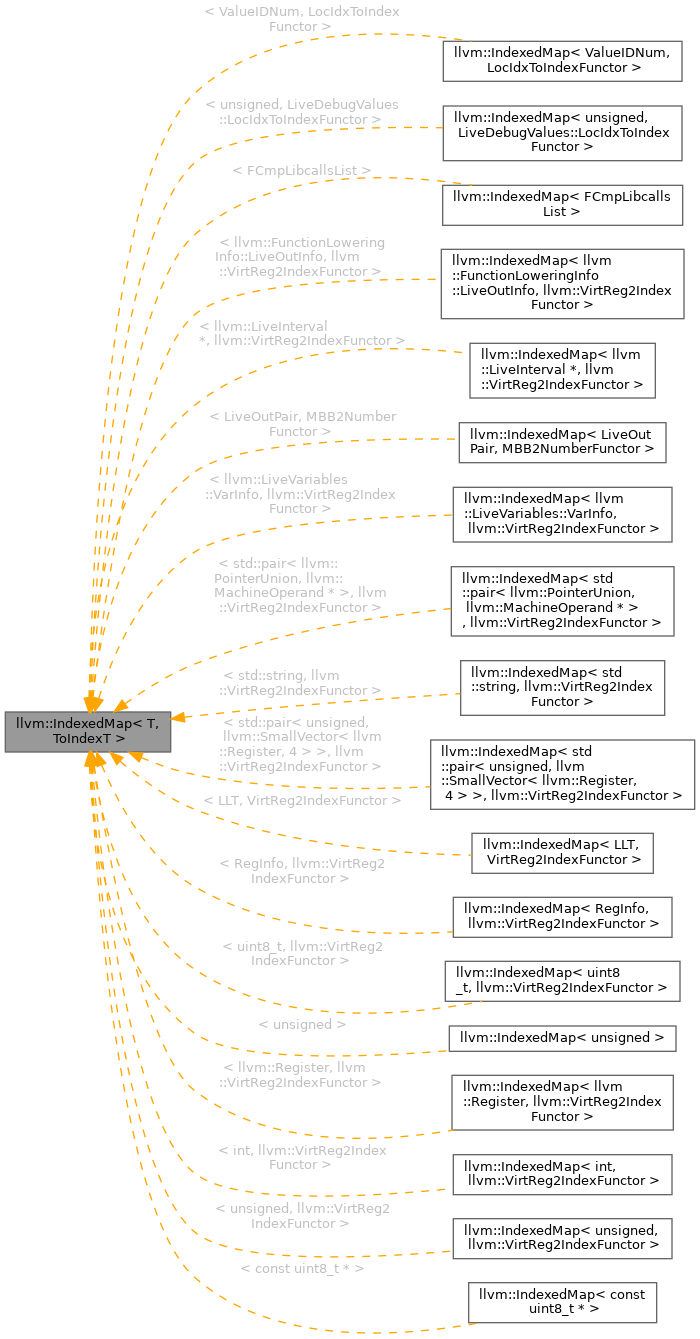 < ValueIDNum, LocIdxToIndex
Functor >
llvm::IndexedMap< ValueIDNum,
LocIdxToIndexFunctor >
< unsigned, LiveDebugValues
::LocIdxToIndexFunctor >
llvm::IndexedMap< unsigned,
LiveDebugValues::LocIdxToIndex
Functor >
< FCmpLibcallsList >
llvm::IndexedMap< FCmpLibcalls
List >
< llvm::FunctionLowering
Info::LiveOutInfo, llvm
::VirtReg2IndexFunctor >
llvm::IndexedMap< llvm
::FunctionLoweringInfo
::LiveOutInfo, llvm::VirtReg2Index
Functor >
< llvm::LiveInterval
*, llvm::VirtReg2IndexFunctor >
llvm::IndexedMap< llvm
::LiveInterval *, llvm
::VirtReg2IndexFunctor >
< LiveOutPair, MBB2Number
Functor >
llvm::IndexedMap< LiveOut
Pair, MBB2NumberFunctor >
< llvm::LiveVariables
::VarInfo, llvm::VirtReg2Index
Functor >
llvm::IndexedMap< llvm
::LiveVariables::VarInfo,
llvm::VirtReg2IndexFunctor >
< std::pair< llvm::
PointerUnion, llvm::
MachineOperand * >, llvm
::VirtReg2IndexFunctor >
llvm::IndexedMap< std
::pair< llvm::PointerUnion,
llvm::MachineOperand * >
, llvm::VirtReg2IndexFunctor >
< std::string, llvm
::VirtReg2IndexFunctor >
llvm::IndexedMap< std
::string, llvm::VirtReg2Index
Functor >
llvm::IndexedMap< T,
ToIndexT >
< std::pair< unsigned,
llvm::SmallVector< llvm
::Register, 4 > >, llvm
::VirtReg2IndexFunctor >
llvm::IndexedMap< std
::pair< unsigned, llvm
::SmallVector< llvm::Register,
4 > >, llvm::VirtReg2IndexFunctor >
< LLT, VirtReg2IndexFunctor >
llvm::IndexedMap< LLT,
VirtReg2IndexFunctor >
< RegInfo, llvm::VirtReg2
IndexFunctor >
llvm::IndexedMap< RegInfo,
llvm::VirtReg2IndexFunctor >
< uint8_t, llvm::VirtReg2
IndexFunctor >
llvm::IndexedMap< uint8
_t, llvm::VirtReg2IndexFunctor >
< unsigned >
llvm::IndexedMap< unsigned >
< llvm::Register, llvm
::VirtReg2IndexFunctor >
llvm::IndexedMap< llvm
::Register, llvm::VirtReg2Index
Functor >
< int, llvm::VirtReg2Index
Functor >
llvm::IndexedMap< int,
llvm::VirtReg2IndexFunctor >
< unsigned, llvm::VirtReg2
IndexFunctor >
llvm::IndexedMap< unsigned,
llvm::VirtReg2IndexFunctor >
< const uint8_t * >
llvm::IndexedMap< const
uint8_t * >